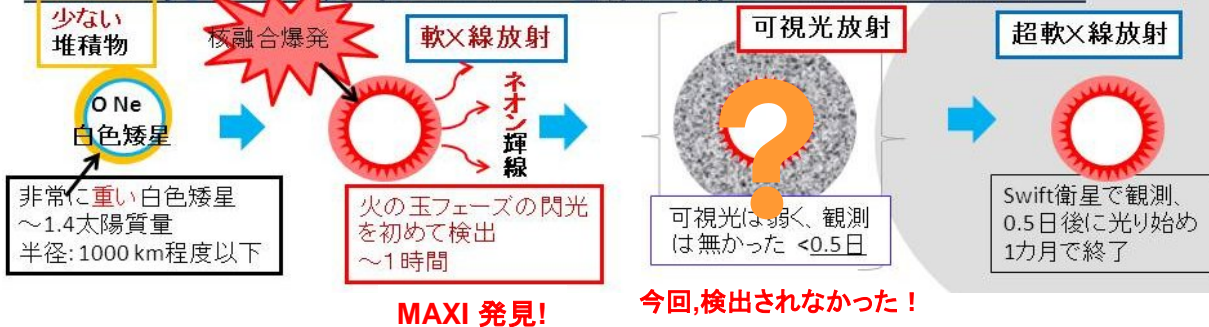 少ない
堆積物
O Ne
白色矮星
非常に重い白色矮星
～1.4太陽質量
半径: 1000 km程度以下
核融合爆発
軟X線放射
ネオン輝線
火の玉フェーズの閃光
を初めて検出
～1時間
MAXI 発見!
可視光放射
?
可視光は弱く、観測
は無かった <0.5日
今回,検出されなかった！
超軟X線放射
Swift衛星で観測、
0.5日後に光り始め
1カ月で終了